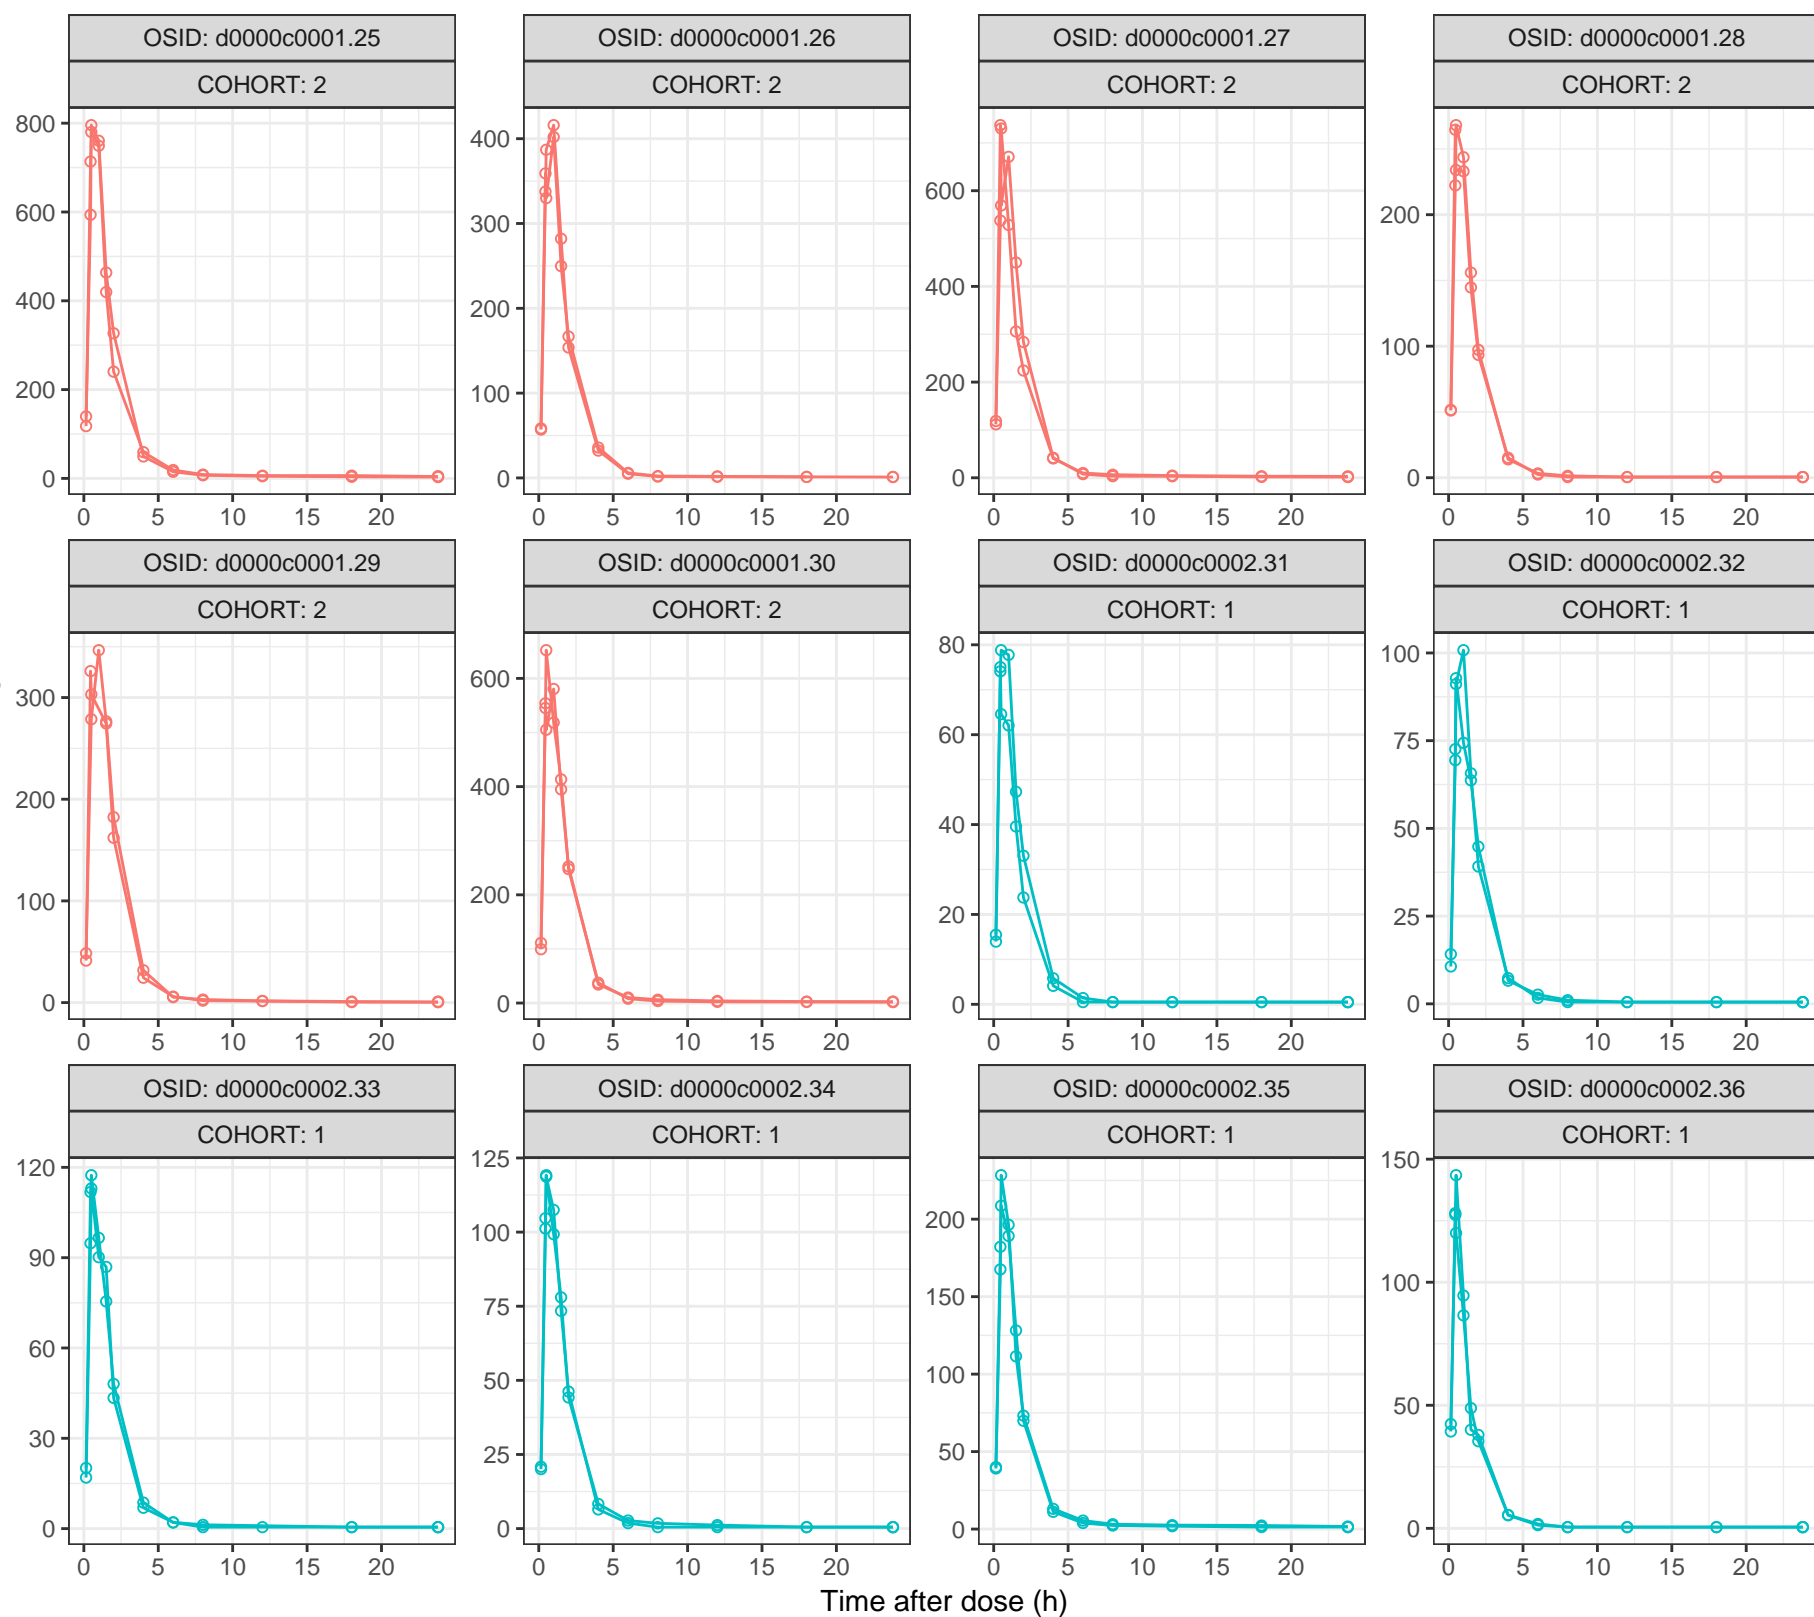 OSID: d0000c0001.25
COHORT: 2
800
600
400
200
0
0 5 10 15 20
OSID: d0000c0001.26
COHORT: 2
400
300
200
100
0
0 5 10 15 20
OSID: d0000c0001.27
COHORT: 2
600
400
200
0
0 5 10 15 20
OSID: d0000c0001.28
COHORT: 2
200
100
0
0 5 10 15 20
OSID: d0000c0001.29
COHORT: 2
300
200
100
0
0 5 10 15 20
OSID: d0000c0001.30
COHORT: 2
600
400
200
0
0 5 10 15 20
OSID: d0000c0002.31
COHORT: 1
80
60
40
20
0
0 5 10 15 20
OSID: d0000c0002.32
COHORT: 1
100
75
50
25
0
0 5 10 15 20
OSID: d0000c0002.33
COHORT: 1
120
90
60
30
0
0 5 10 15 20
OSID: d0000c0002.34
COHORT: 1
125
100
75
50
25
0
0 5 10 15 20
OSID: d0000c0002.35
COHORT: 1
200
150
100
50
0
0 5 10 15 20
OSID: d0000c0002.36
COHORT: 1
150
100
50
0
0 5 10 15 20
Time after dose (h)